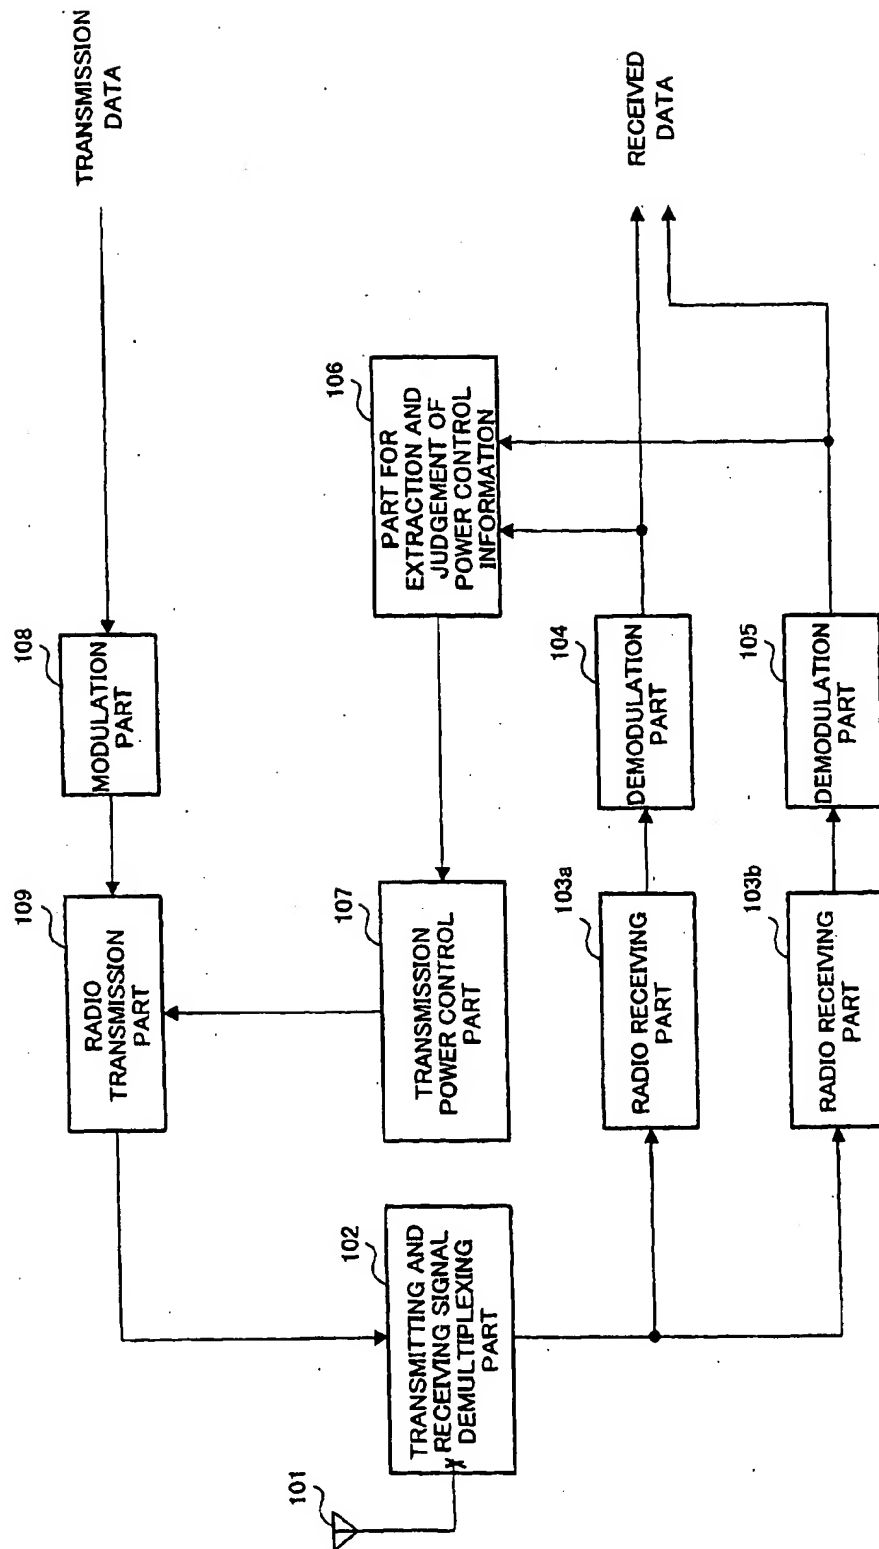 TRANSMISSION
DATA
108
MODULATION
PART
109
RADIO
TRANSMISSION
PART
106
PART FOR
EXTRACTION AND
JUDGEMENT OF
POWER CONTROL
INFORMATION
107
TRANSMISSION
POWER CONTROL
PART
101
102
TRANSMITTING AND
RECEIVING SIGNAL
DEMULTIPLEXING
PART
103a
RADIO RECEIVING
PART
104
DEMODULATION
PART
RECEIVED
DATA
103b
RADIO RECEIVING
PART
105
DEMODULATION
PART